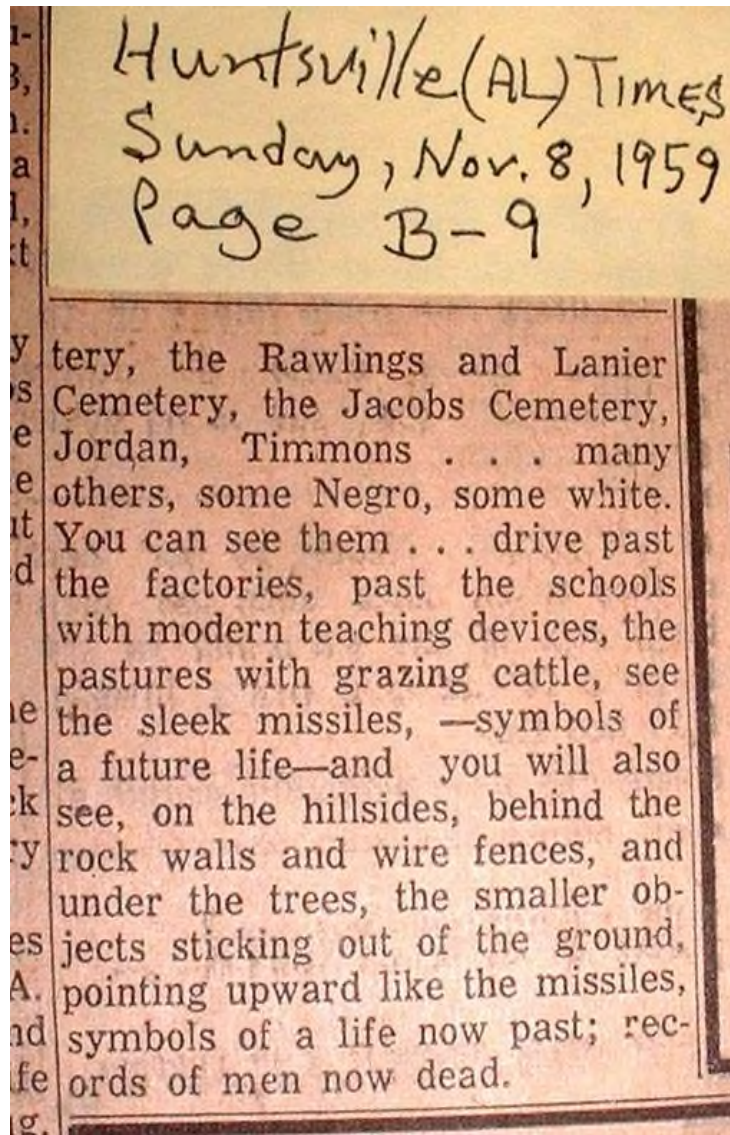 Huntsville (AL) Times
Sunday, Nov. 8, 1959
Page B-9
tery, the Rawlings and Lanier
Cemetery, the Jacobs Cemetery,
Jordan, Timmons . . . many
others, some Negro, some white.
You can see them . . . drive past
the factories, past the schools
with modern teaching devices, the
pastures with grazing cattle, see
the sleek missiles, —symbols of
a future life—and you will also
see, on the hillsides, behind the
rock walls and wire fences, and
under the trees, the smaller ob-
jects sticking out of the ground,
pointing upward like the missiles,
symbols of a life now past; rec-
ords of men now dead.